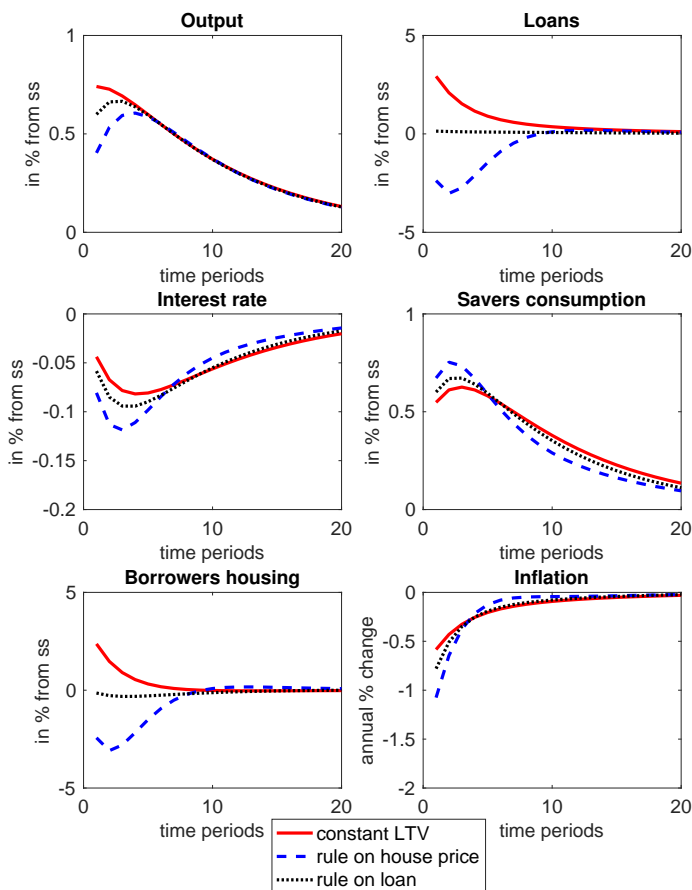 Output
1
0.5
0
in % from ss
0 10 20
time periods
Loans
5
0
-5
in % from ss
0 10 20
time periods
Interest rate
0
-0.05
-0.1
-0.15
-0.2
in % from ss
0 10 20
time periods
Savers consumption
1
0.5
0
in % from ss
0 10 20
time periods
Borrowers housing
5
0
-5
in % from ss
0 10 20
time periods
Inflation
0
-0.5
-1
-1.5
-2
annual % change
0 10 20
time periods
constant LTV
rule on house price
rule on loan